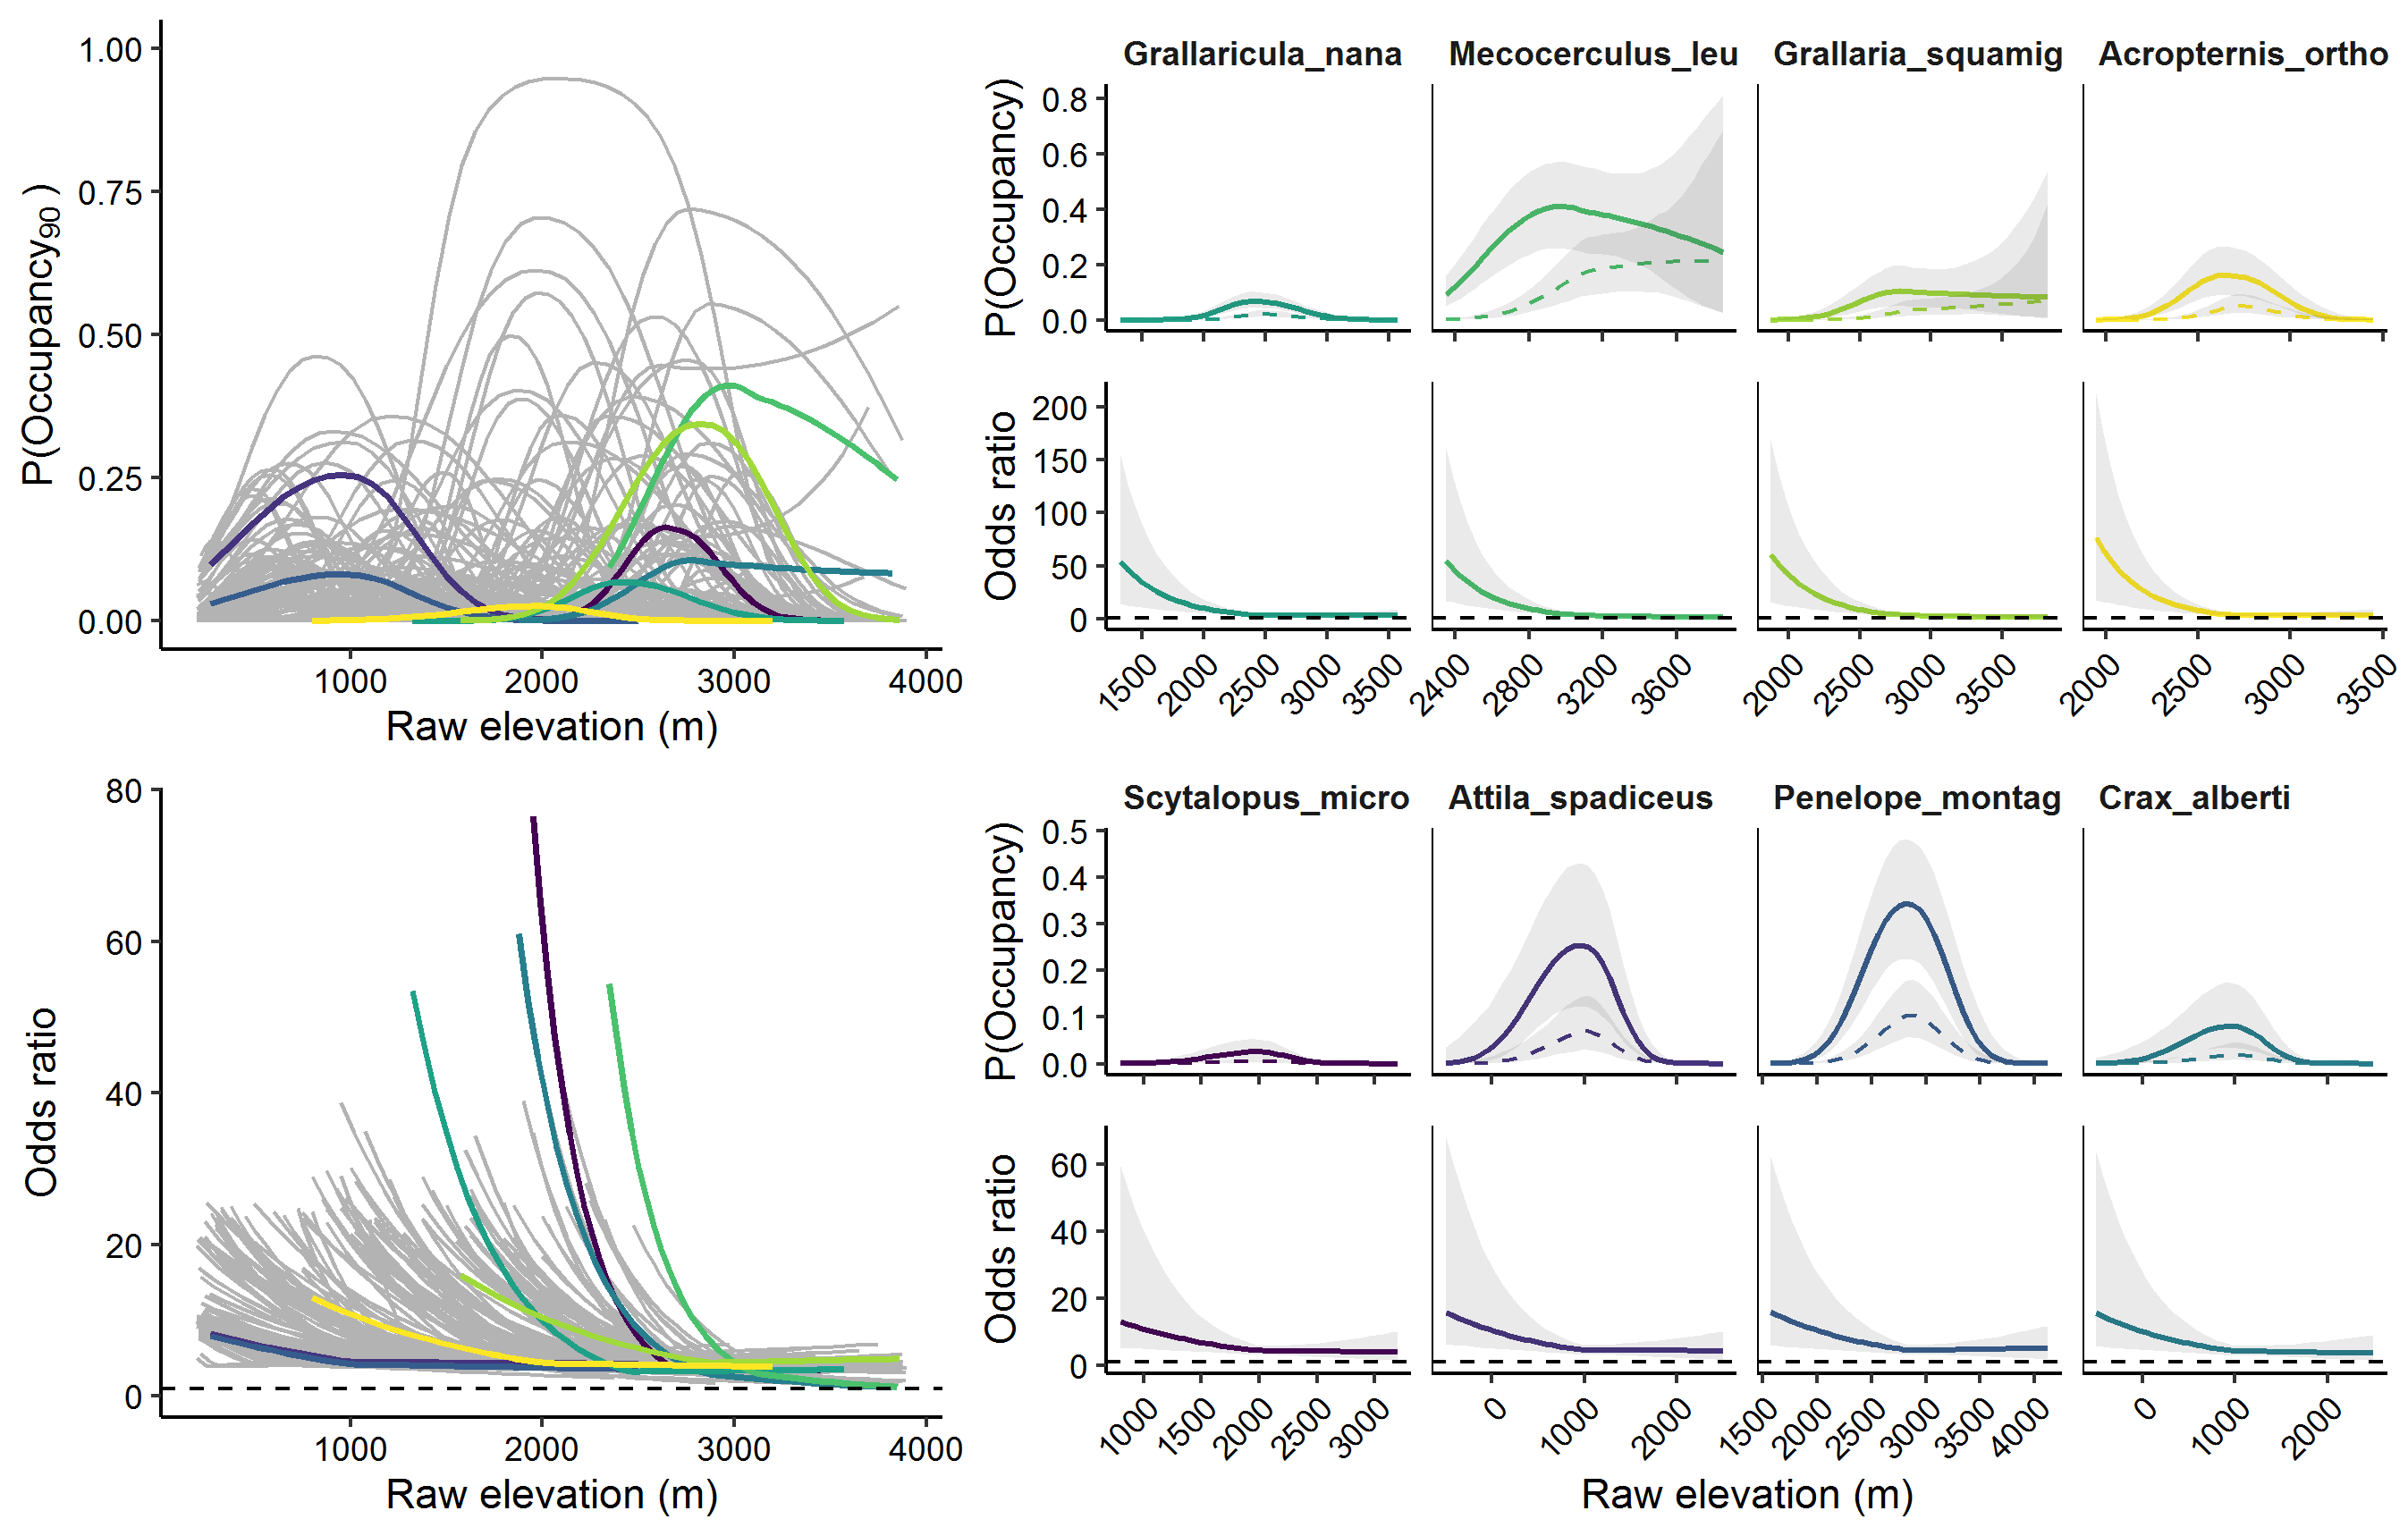 P(Occupancy90)
1.00
0.75
0.50
0.25
0.00
1000 2000 3000 4000
Raw elevation (m)
Grallaricula_nana Mecocerculus_leu Grallaria_squamig Acropternis_ortho
P(Occupancy)
0.8
0.6
0.4
0.2
0.0
Odds ratio
200
150
100
50
0
1500 2000 2500 3000 3500
2400 2800 3200 3600
2000 2500 3000 3500
2000 2500 3000 3500
Odds ratio
80
60
40
20
0
1000 2000 3000 4000
Raw elevation (m)
Scytalopus_micro Attila_spadiceus Penelope_montag Crax_alberti
P(Occupancy)
0.5
0.4
0.3
0.2
0.1
0.0
Odds ratio
60
40
20
0
1000 1500 2000 2500 3000
0 1000 2000
1500 2000 2500 3000 3500 4000
0 1000 2000
Raw elevation (m)